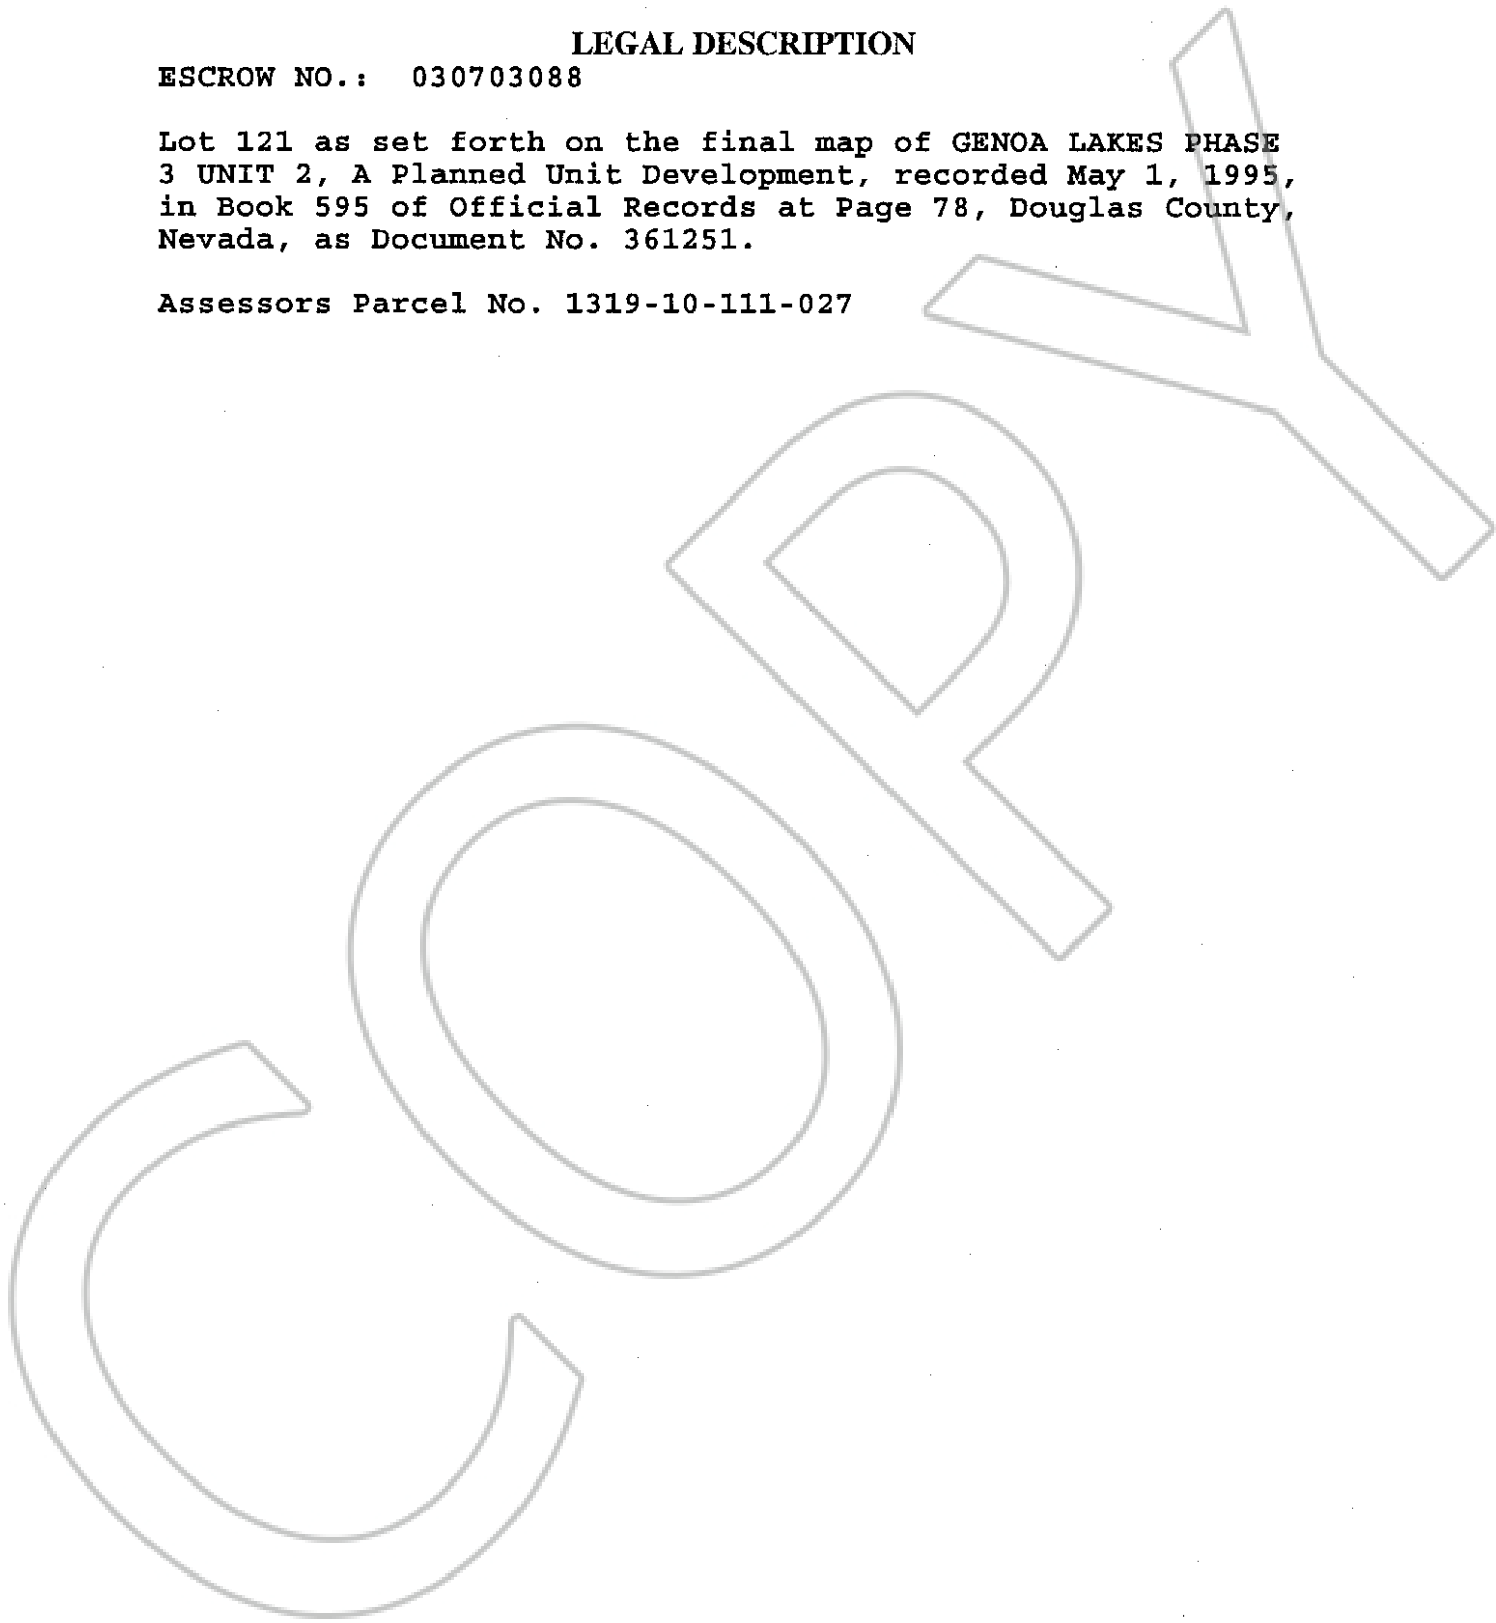 LEGAL DESCRIPTION
ESCROW NO.: 030703088
Lot 121 as set forth on the final map of GENOA LAKES PHASE
3 UNIT 2, A Planned Unit Development, recorded May 1, 1995,
in Book 595 of Official Records at Page 78, Douglas County,
Nevada, as Document No. 361251.
Assessors Parcel No. 1319-10-111-027
COPY